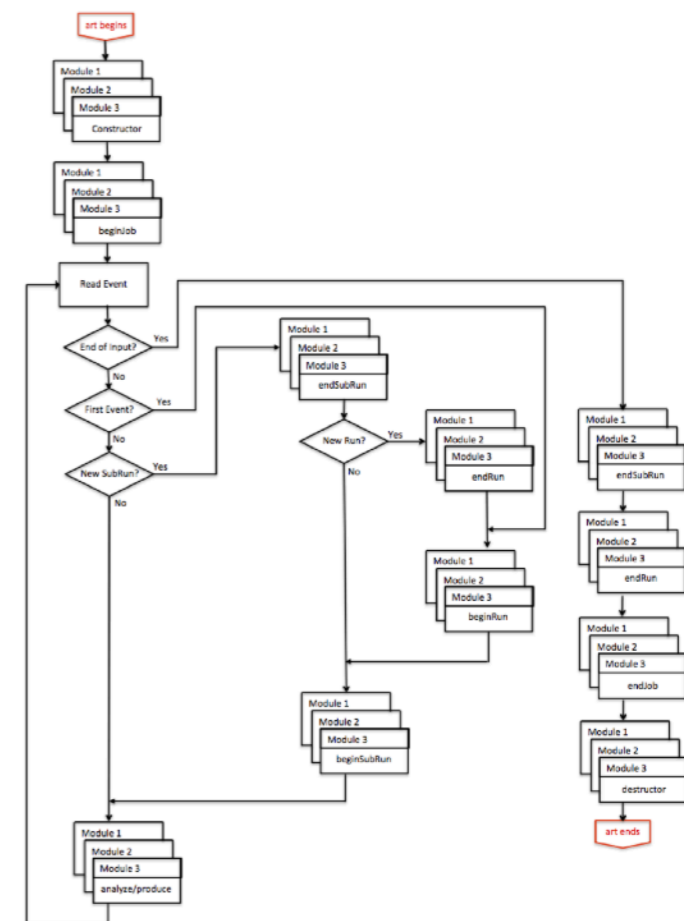 art begins
Module 1
Module 2
Module 3
Constructor
Module 1
Module 2
Module 3
beginJob
Read Event
End of Input?
Yes
No
First Event?
Yes
No
New SubRun?
Yes
No
Module 1
Module 2
Module 3
endSubRun
New Run?
Yes
No
Module 1
Module 2
Module 3
endRun
Module 1
Module 2
Module 3
beginRun
Module 1
Module 2
Module 3
beginSubRun
Module 1
Module 2
Module 3
analyze/produce
Module 1
Module 2
Module 3
endSubRun
Module 1
Module 2
Module 3
endRun
Module 1
Module 2
Module 3
endJob
Module 1
Module 2
Module 3
destructor
art ends